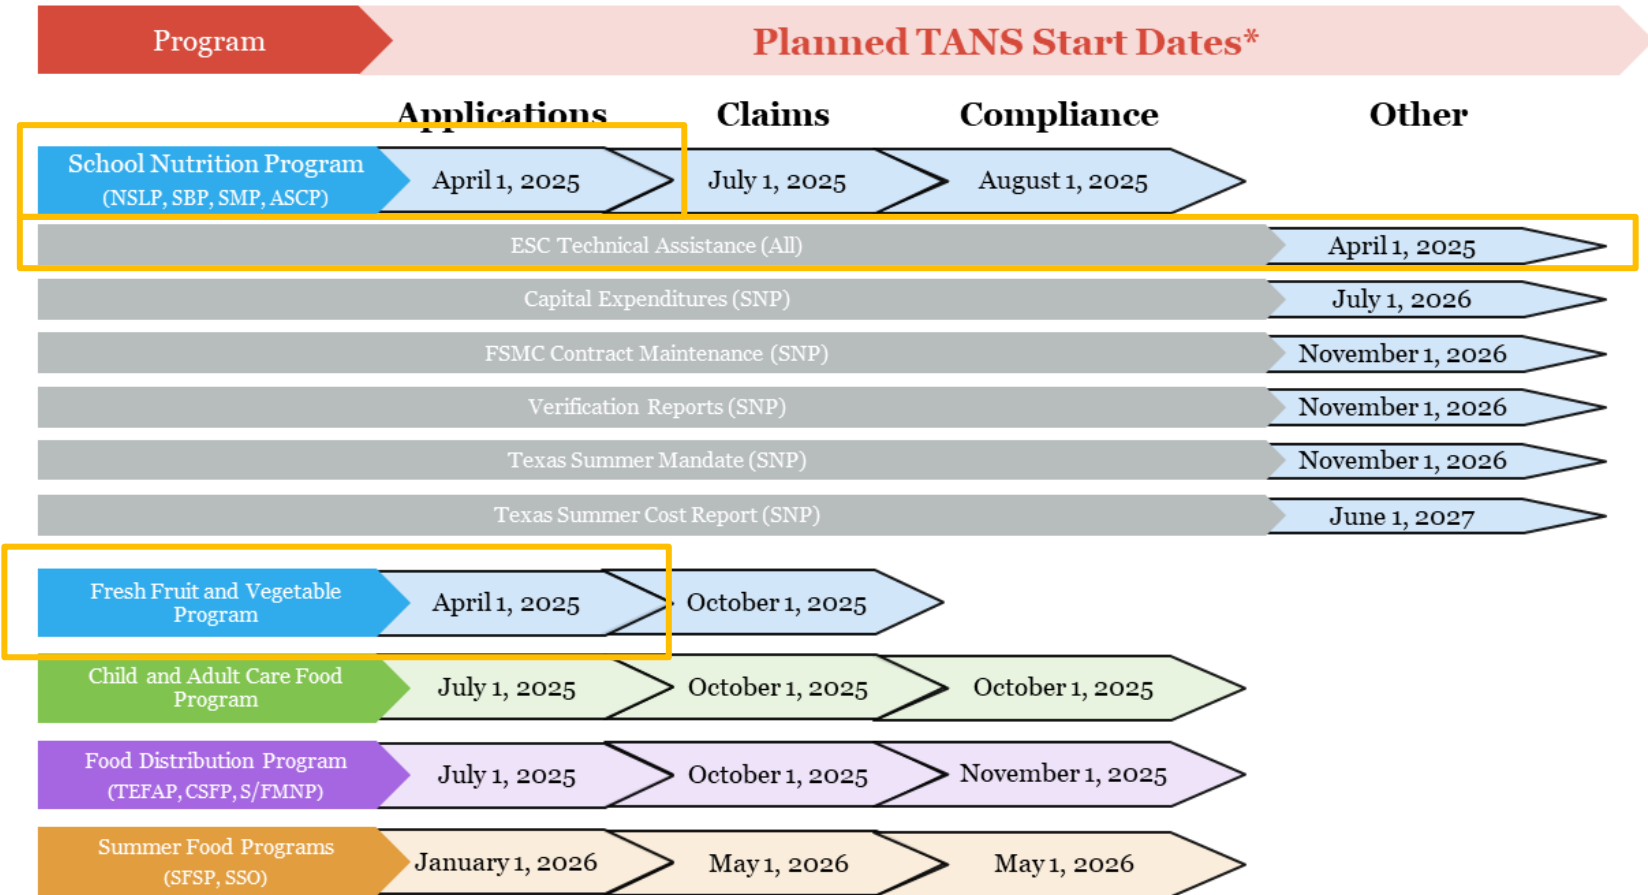 Program
Planned TANS Start Dates*
Applications Claims Compliance Other
School Nutrition Program
(NSLP, SBP, SMP, ASCP)
April 1, 2025 July 1, 2025 August 1, 2025
ESC Technical Assistance (All) April 1, 2025
Capital Expenditures (SNP) July 1, 2026
FSMC Contract Maintenance (SNP) November 1, 2026
Verification Reports (SNP) November 1, 2026
Texas Summer Mandate (SNP) November 1, 2026
Texas Summer Cost Report (SNP) June 1, 2027
Fresh Fruit and Vegetable
Program
April 1, 2025 October 1, 2025
Child and Adult Care Food
Program
July 1, 2025 October 1, 2025 October 1, 2025
Food Distribution Program
(TEFAP, CSFP, S/FMNP)
July 1, 2025 October 1, 2025 November 1, 2025
Summer Food Programs
(SFSP, SSO)
January 1, 2026 May 1, 2026 May 1, 2026